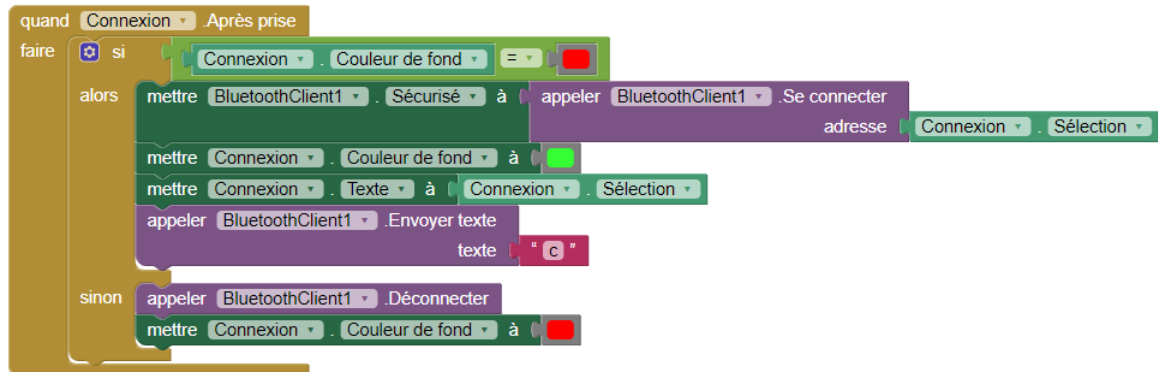 quand Connexion .Après prise
faire si Connexion . Couleur de fond =
alors mettre BluetoothClient1 . Sécurisé à appeler BluetoothClient1 .Se connecter
adresse Connexion . Sélection
mettre Connexion . Couleur de fond à
mettre Connexion . Texte à Connexion . Sélection
appeler BluetoothClient1 .Envoyer texte
texte “ c ”
sinon appeler BluetoothClient1 .Déconnecter
mettre Connexion . Couleur de fond à